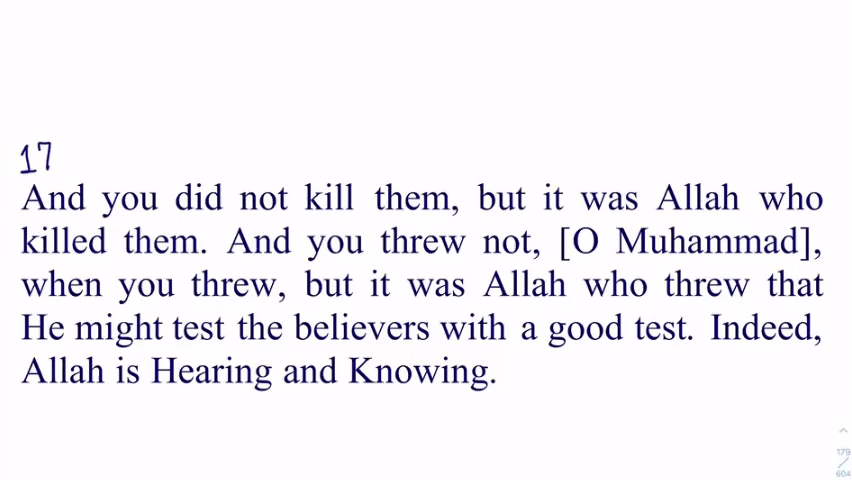 17
And you did not kill them, but it was Allah who
killed them. And you threw not, [O Muhammad],
when you threw, but it was Allah who threw that
He might test the believers with a good test. Indeed,
Allah is Hearing and Knowing.
179
604